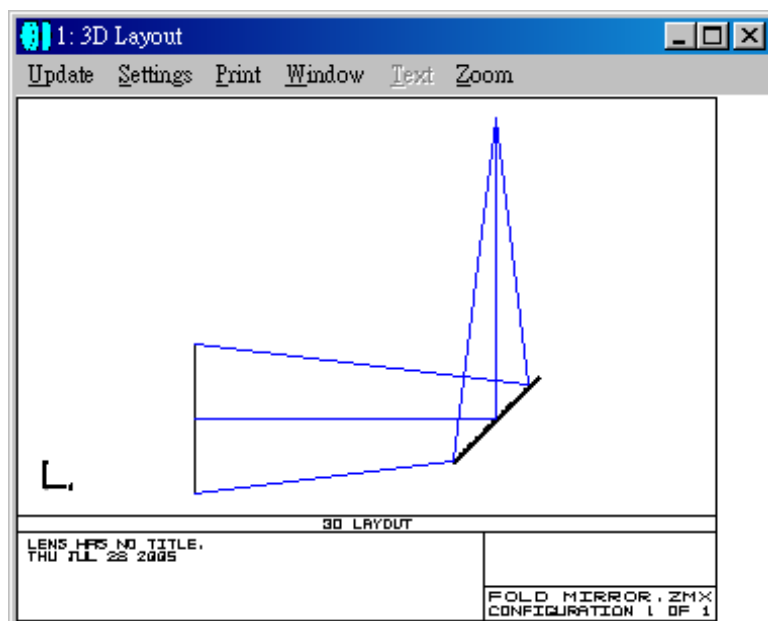 1: 3D Layout
Update Settings Print Window Text Zoom
3D LAYOUT
LENS HAS NO TITLE.
THU JUL 28 2005
FOLD MIRROR.ZMX
CONFIGURATION 1 OF 1